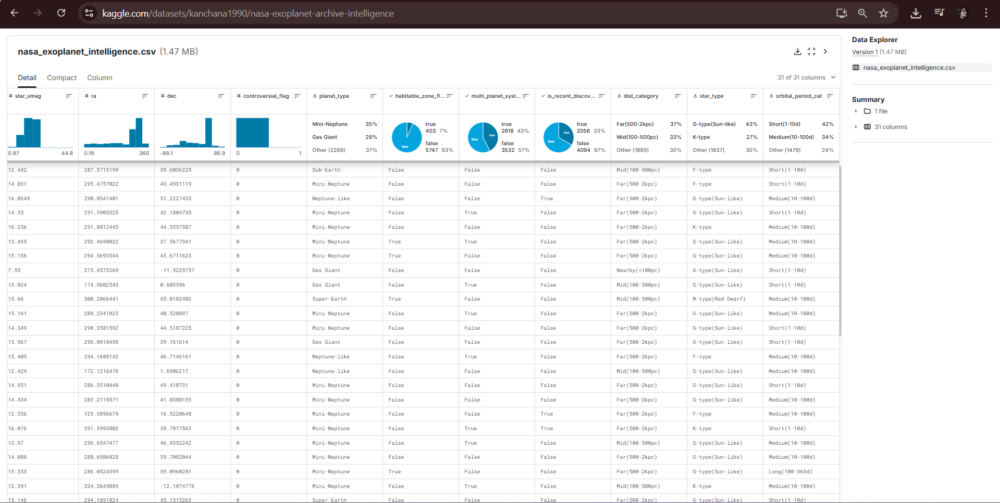 kaggle.com/datasets/kanchana1990/nasa-exoplanet-archive-intelligence
nasa_exoplanet_intelligence.csv (1.47 MB)
Detail Compact Column 31 of 31 columns
# star_vmag # ra # dec # controversial_flag planet_type habitable_zone_fl... multi_planet_syst... is_recent_discov... dist_category star_type orbital_period_cat
Mini-Neptune 35% true 403 7% true 2618 43% true 2056 33% Far(500-2kpc) 37% G-type(Sun-like) 43% Short(1-10d) 42%
Gas Giant 28% false 5747 93% false 3532 57% false 4094 67% Mid(100-500pc) 33% K-type 27% Medium(10-100d) 34%
Other (2268) 37% Other (1869) 30% Other (1837) 30% Other (1479) 24%
false true false true false
0.87 44.6 0.19 360 -88.1 86.9 0 1
12.442 287.3713199 39.6036225 0 Sub-Earth False False False Mid(100-500pc) F-type Short(1-10d)
14.031 295.4757022 43.4931119 0 Mini-Neptune False False False Far(500-2kpc) F-type Short(1-10d)
16.0249 290.8541401 51.2227435 0 Neptune-like False False True Far(500-2kpc) G-type(Sun-like) Medium(10-100d)
14.35 291.3905325 42.1804735 0 Mini-Neptune False True False Far(500-2kpc) G-type(Sun-like) Short(1-10d)
16.256 291.8812445 44.5557587 0 Mini-Neptune False False False Far(500-2kpc) K-type Medium(10-100d)
15.435 292.4698022 37.5677941 0 Mini-Neptune True True False Far(500-2kpc) G-type(Sun-like) Medium(10-100d)
15.156 294.5693544 45.6711623 0 Mini-Neptune True False False Far(500-2kpc) G-type(Sun-like) Medium(10-100d)
7.95 275.4573269 -11.9229757 0 Gas Giant False False False Nearby(<100pc) G-type(Sun-like) Short(1-10d)
13.024 174.9602543 0.603596 0 Gas Giant False True False Mid(100-500pc) G-type(Sun-like) Short(1-10d)
15.66 300.2066441 45.0182402 0 Super-Earth True False False Mid(100-500pc) M-type(Red Dwarf) Medium(10-100d)
15.161 288.2341025 40.520897 0 Mini-Neptune False True False Far(500-2kpc) G-type(Sun-like) Medium(10-100d)
14.349 290.3581592 44.5187225 0 Mini-Neptune False False False Far(500-2kpc) G-type(Sun-like) Short(1-10d)
15.967 296.0818498 39.161614 0 Gas Giant False False False Far(500-2kpc) G-type(Sun-like) Short(1-10d)
15.405 294.1688142 46.7146161 0 Neptune-like False True False Far(500-2kpc) F-type Medium(10-100d)
12.429 172.1216476 1.6906217 0 Neptune-like False False False Mid(100-500pc) G-type(Sun-like) Medium(10-100d)
14.951 286.5510448 49.418731 0 Mini-Neptune False False False Far(500-2kpc) G-type(Sun-like) Short(1-10d)
14.434 283.2115971 41.0380135 0 Mini-Neptune False False False Far(500-2kpc) G-type(Sun-like) Medium(10-100d)
12.556 129.3896679 16.5220648 0 Mini-Neptune False False True Far(500-2kpc) F-type Medium(10-100d)
16.076 291.3993802 38.7877563 0 Mini-Neptune False True True Far(500-2kpc) K-type Short(1-10d)
13.97 296.6547477 46.8352242 0 Mini-Neptune False True False Mid(100-500pc) G-type(Sun-like) Medium(10-100d)
14.086 288.6986828 39.7082044 0 Mini-Neptune False False False Far(500-2kpc) G-type(Sun-like) Medium(10-100d)
15.353 286.0524399 39.0960281 0 Mini-Neptune True False False Far(500-2kpc) G-type(Sun-like) Long(100-365d)
12.391 334.3645089 -12.1874776 0 Mini-Neptune False True False Mid(100-500pc) K-type Medium(10-100d)
15.146 294.1891824 45.1515263 0 Super-Earth False False False Far(500-2kpc) G-type(Sun-like) Short(1-10d)
Data Explorer
Version 1 (1.47 MB)
nasa_exoplanet_intelligence.csv
Summary
1 file
31 columns